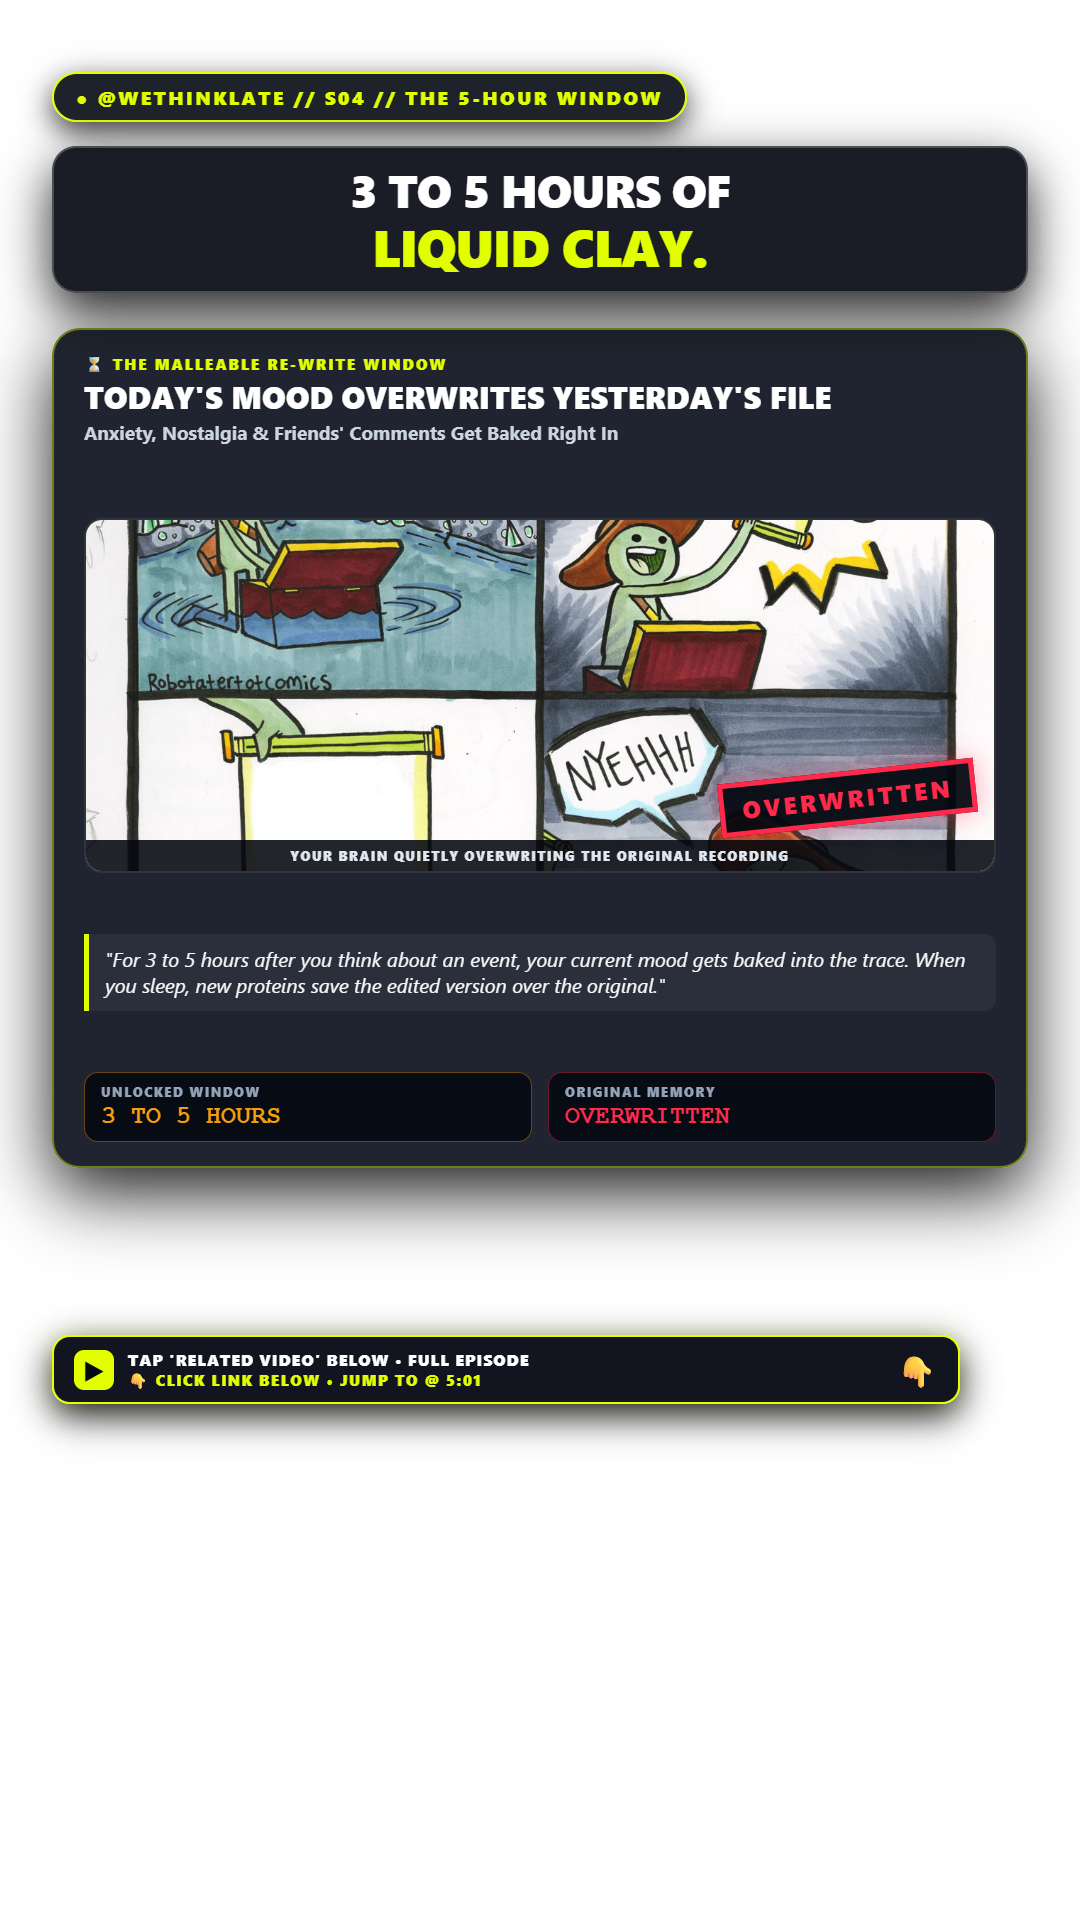 • @WETHINKLATE // S04 // THE 5-HOUR WINDOW
3 TO 5 HOURS OF
LIQUID CLAY.
⏳ THE MALLEABLE RE-WRITE WINDOW
TODAY'S MOOD OVERWRITES YESTERDAY'S FILE
Anxiety, Nostalgia & Friends' Comments Get Baked Right In
Robotatertotcomics
NYEHHH
OVERWRITTEN
YOUR BRAIN QUIETLY OVERWRITING THE ORIGINAL RECORDING
"For 3 to 5 hours after you think about an event, your current mood gets baked into the trace. When
you sleep, new proteins save the edited version over the original."
UNLOCKED WINDOW
3 TO 5 HOURS
ORIGINAL MEMORY
OVERWRITTEN
TAP 'RELATED VIDEO' BELOW • FULL EPISODE
👇 CLICK LINK BELOW • JUMP TO @ 5:01